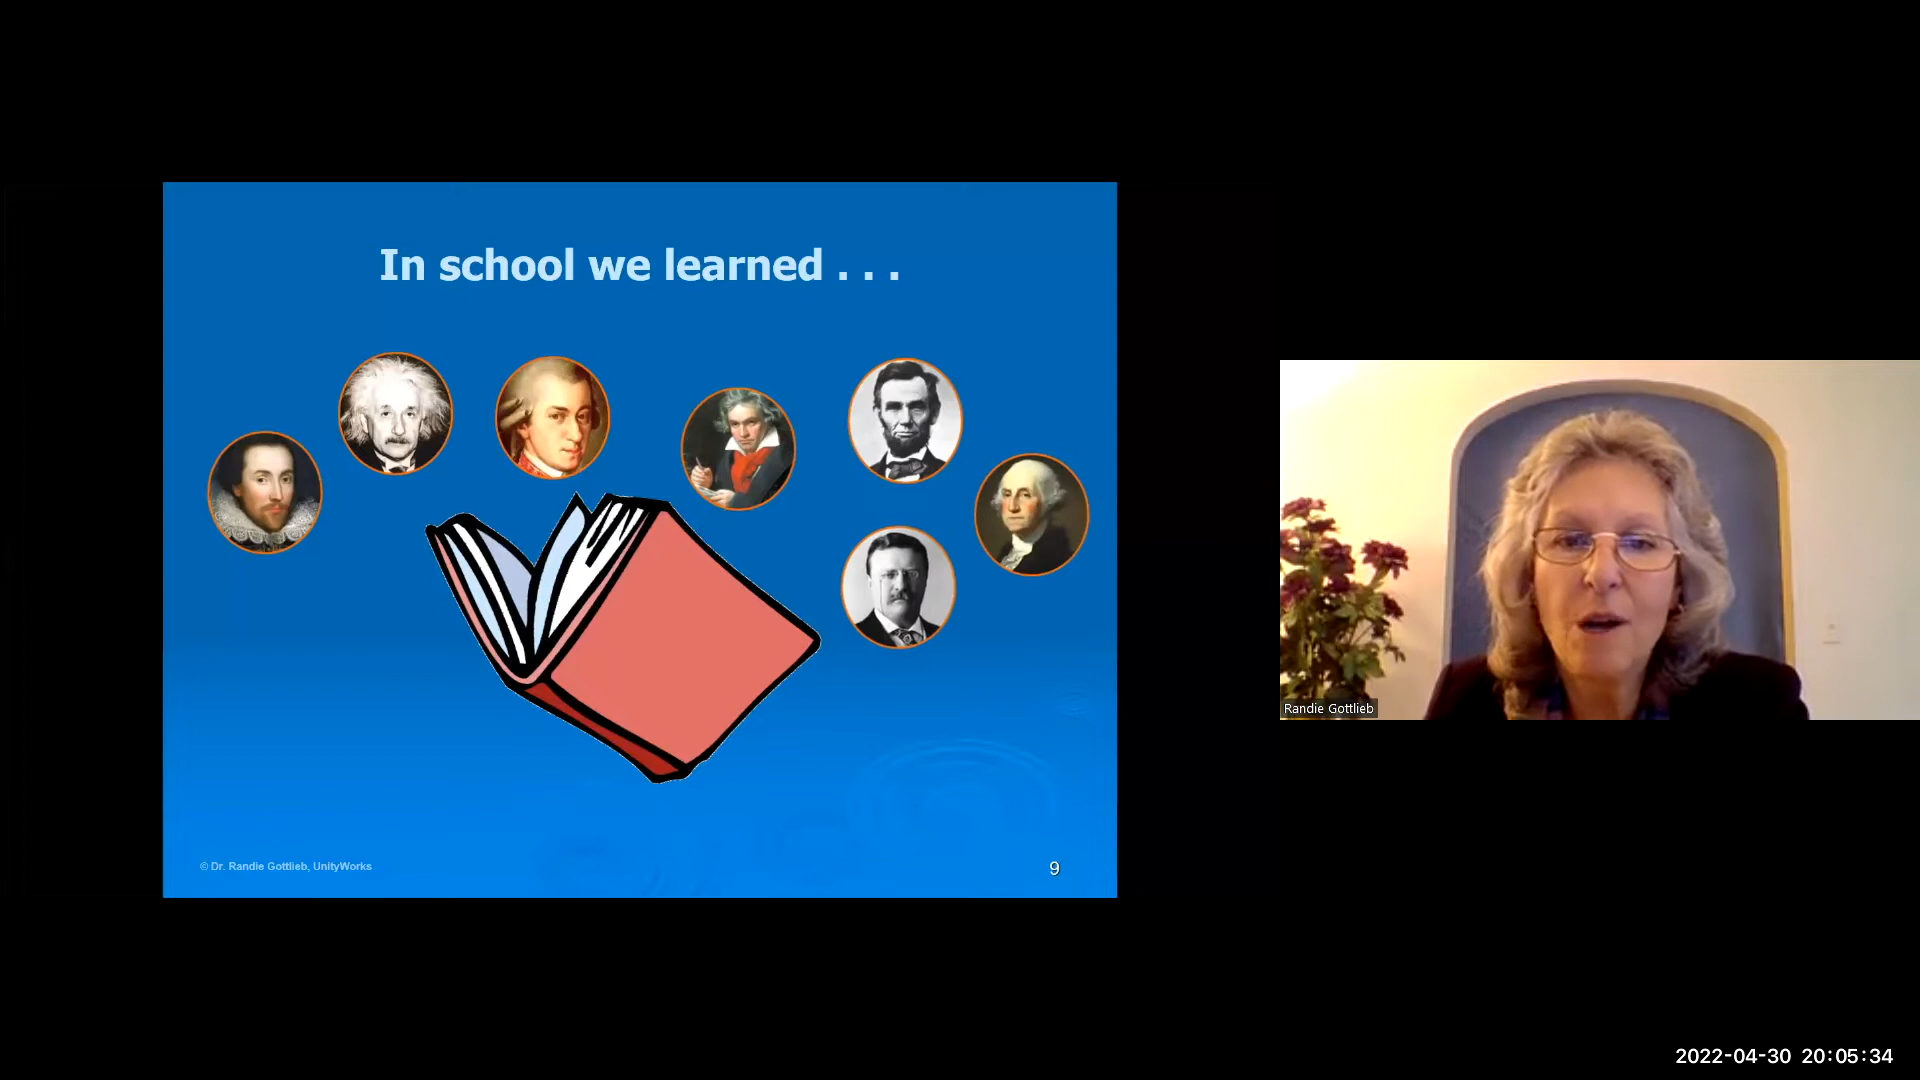 In school we learned . . .
© Dr. Randie Gottlieb, UnityWorks
9
Randie Gottlieb
2022-04-30 20:05:34